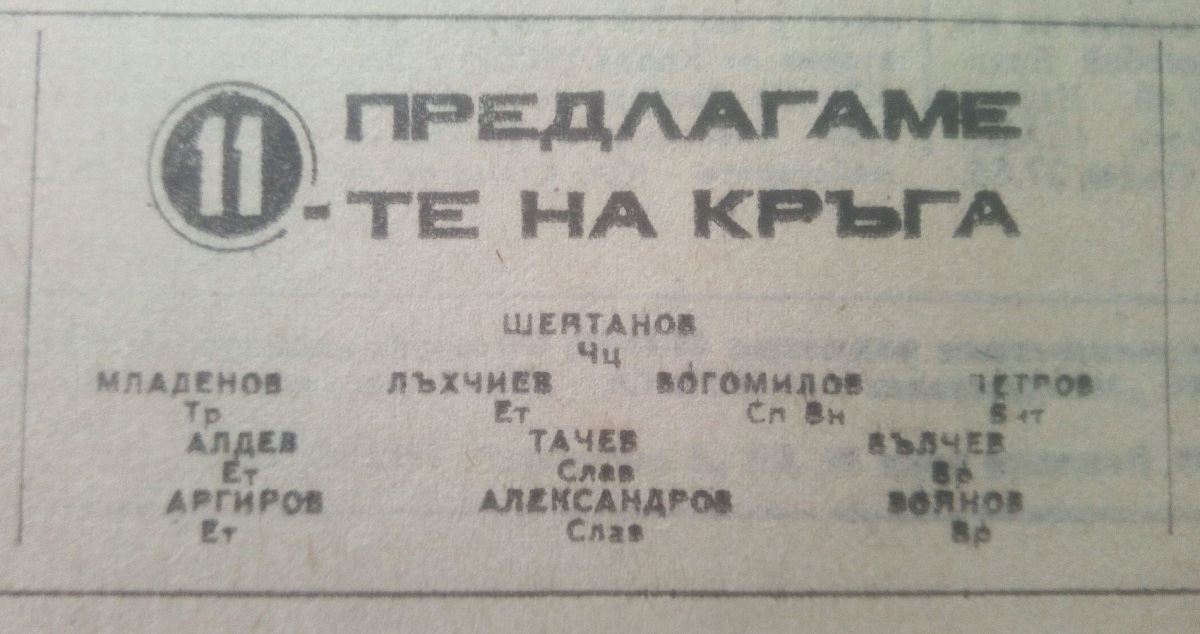 ПРЕДЛАГАМЕ
11-ТЕ НА КРЪГА
ШЕЙТАНОВ
Чц
МЛАДЕНОВ ЛЪХЧИЕВ БОГОМИЛОВ ПЕТРОВ
Тр Ет Сп Вн
АЛДЕВ ТАЧЕВ ВЪЛЧЕВ
Ет Слав Вр
АРГИРОВ АЛЕКСАНДРОВ БОЯНОВ
Ет Слав Вр